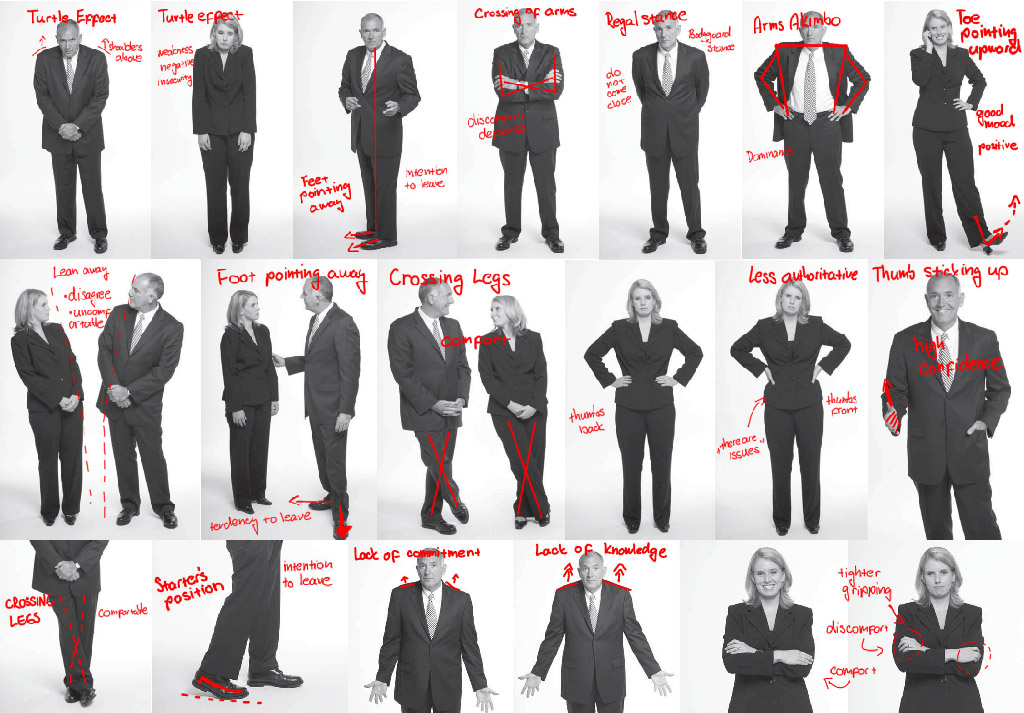 Turtle Effect
shoulders
above
Turtle effect
weakness
negative
insecurity
Feet
pointing
away
intention
to leave
Crossing of arms
discomfort
defense
Regal stance
Bodyguard
Stance
do
not
come
close
Arms Akimbo
Dominance
Toe
pointing
upword
good
mood
positive
Lean away
• disagree
• uncomf
ortable
Foot pointing away
tendency to leave
Crossing Legs
comfort
thumbs
back
Less authoritative
"there are"
issues
thumbs
front
Thumb sticking up
high
confidence
CROSSING
LEGS
comfortable
Starter's
position
intention
to leave
Lack of commitment
Lack of knowledge
tighter
gripping
discomfort
comfort